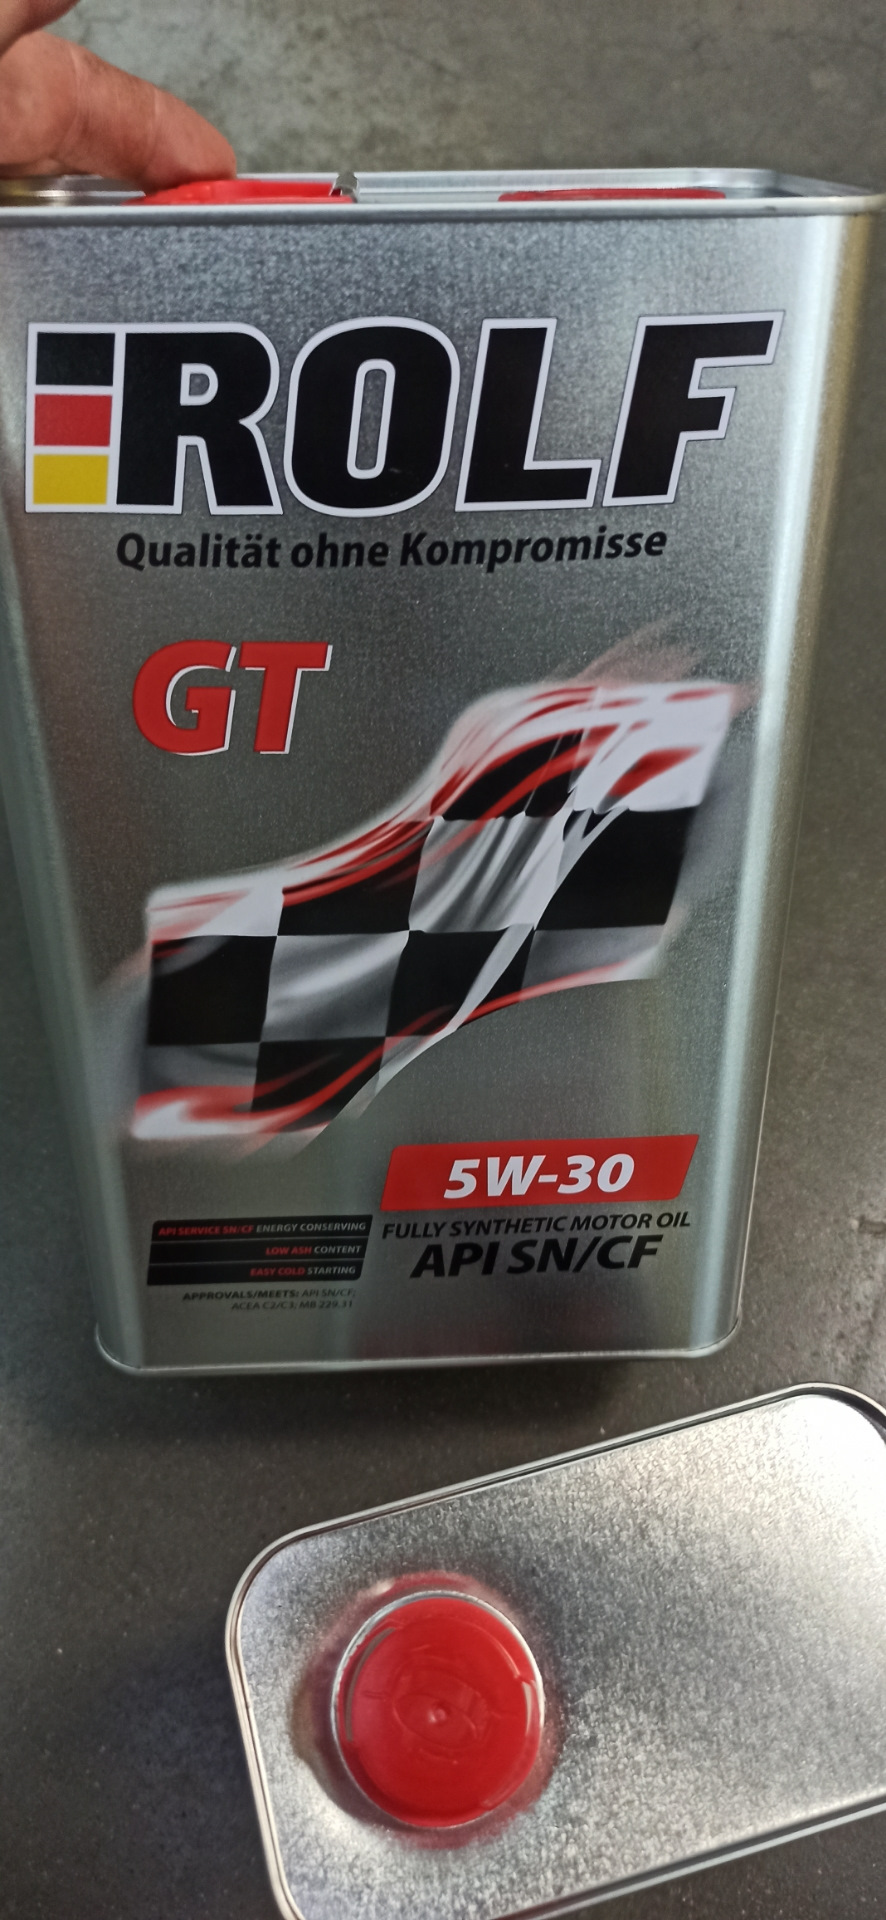 ROLF
Qualität ohne Kompromisse
GT
5W-30
FULLY SYNTHETIC MOTOR OIL
API SN/CF
API SERVICE SN/CF ENERGY CONSERVING
LOW ASH CONTENT
EASY COLD STARTING
APPROVALS/MEETS: API SN/CF;
ACEA C2/C3; MB 229.31